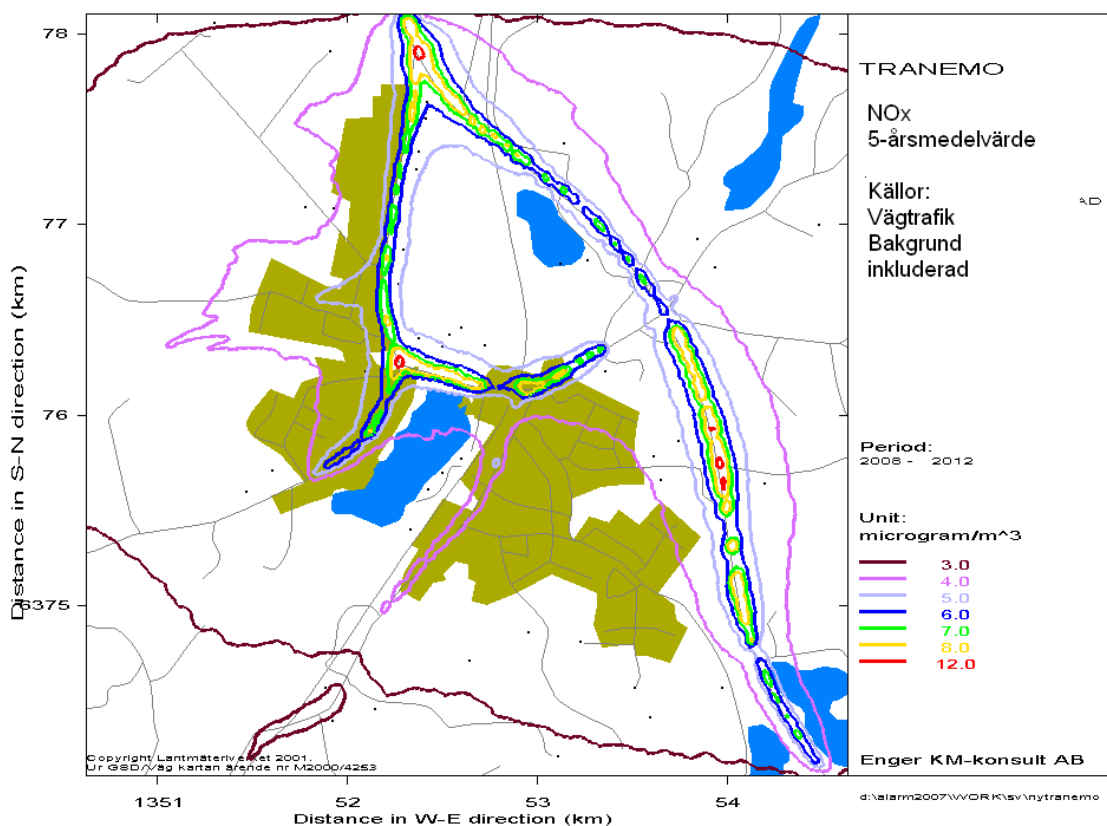 TRANEMO
NOx
5-årsmedelvärde
Källor:
Vägtrafik
Bakgrund
inkluderad
AD
Period:
2008 - 2012
Unit:
microgram/m^3
3.0
4.0
5.0
6.0
7.0
8.0
12.0
Enger KM-konsult AB
d:\alarm2007\WORK\sv\nytranemo
78
77
76
6375
Distance in S-N direction (km)
Copyright Lantmäteriverket 2001.
Ur GSD/Väg kartan ärende nr M2000/4253
1351
52
53
54
Distance in W-E direction (km)